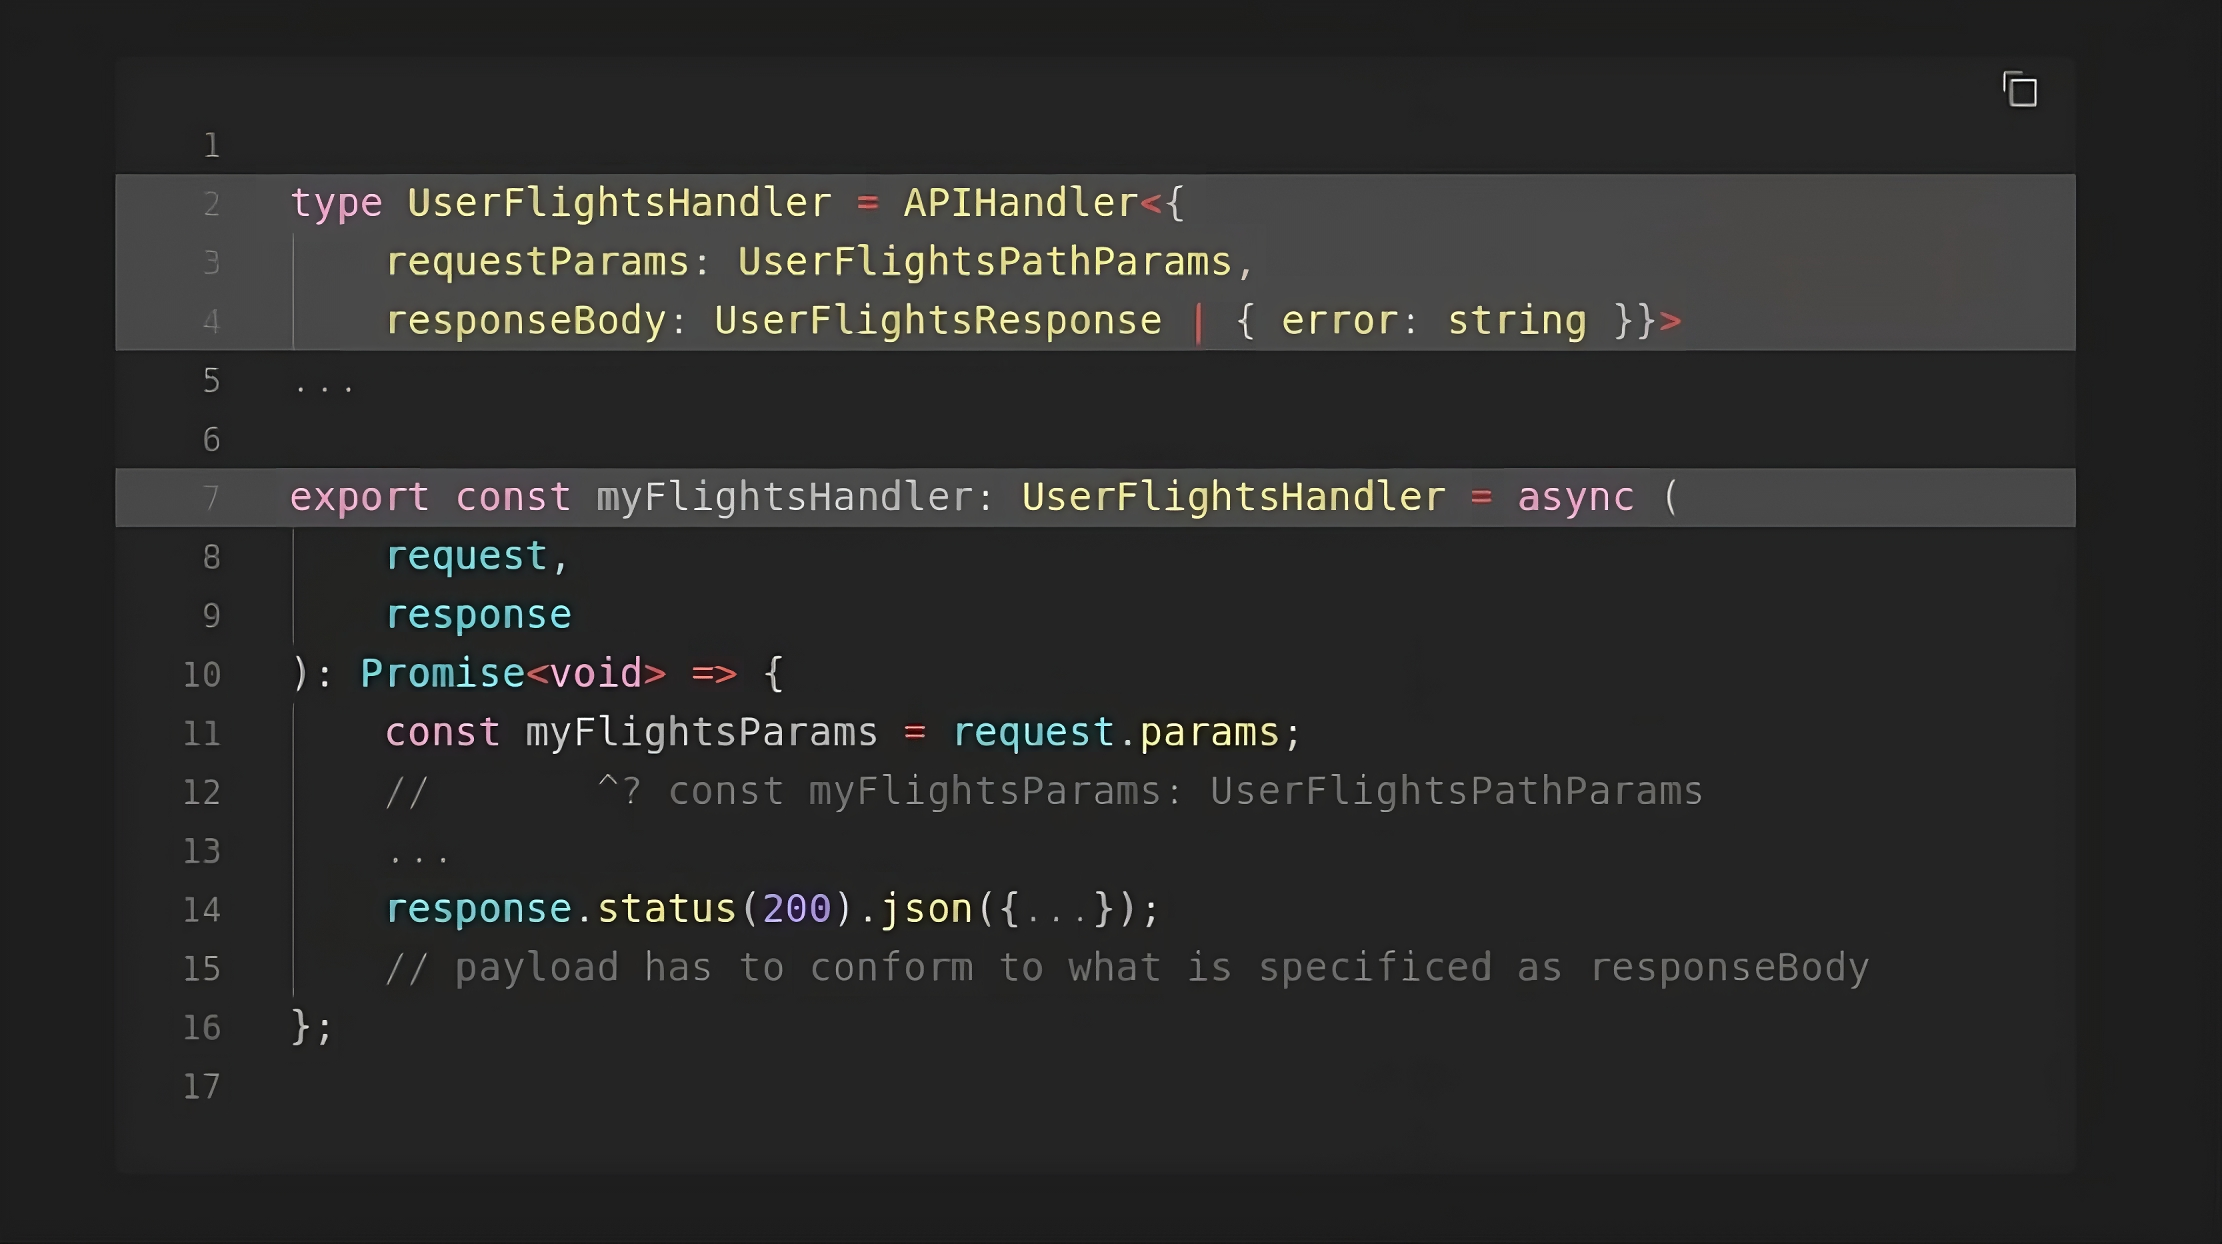 1
2 type UserFlightsHandler = APIHandler<{
3     requestParams: UserFlightsPathParams,
4     responseBody: UserFlightsResponse | { error: string }}>
5 ...
6
7 export const myFlightsHandler: UserFlightsHandler = async (
8     request,
9     response
10 ): Promise<void> => {
11     const myFlightsParams = request.params;
12     //       ^? const myFlightsParams: UserFlightsPathParams
13     ...
14     response.status(200).json({...});
15     // payload has to conform to what is specificed as responseBody
16 };
17